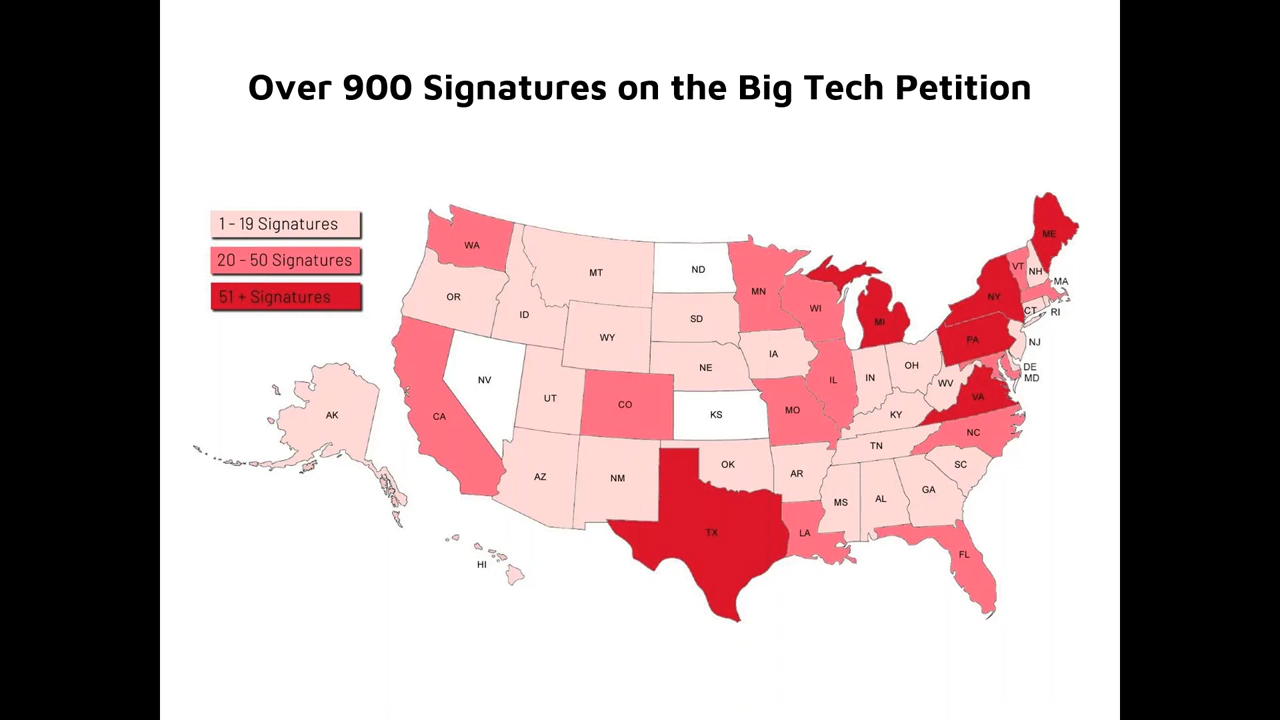 Over 900 Signatures on the Big Tech Petition
1 - 19 Signatures
20 - 50 Signatures
51 + Signatures
WA
MT
ND
MN
ME
VT
NH
MA
OR
ID
WY
SD
WI
MI
NY
CT
RI
NV
UT
CO
NE
IA
IL
IN
OH
PA
NJ
DE
MD
WV
VA
CA
KS
MO
KY
NC
TN
AK
AZ
NM
OK
AR
SC
MS
AL
GA
TX
LA
FL
HI